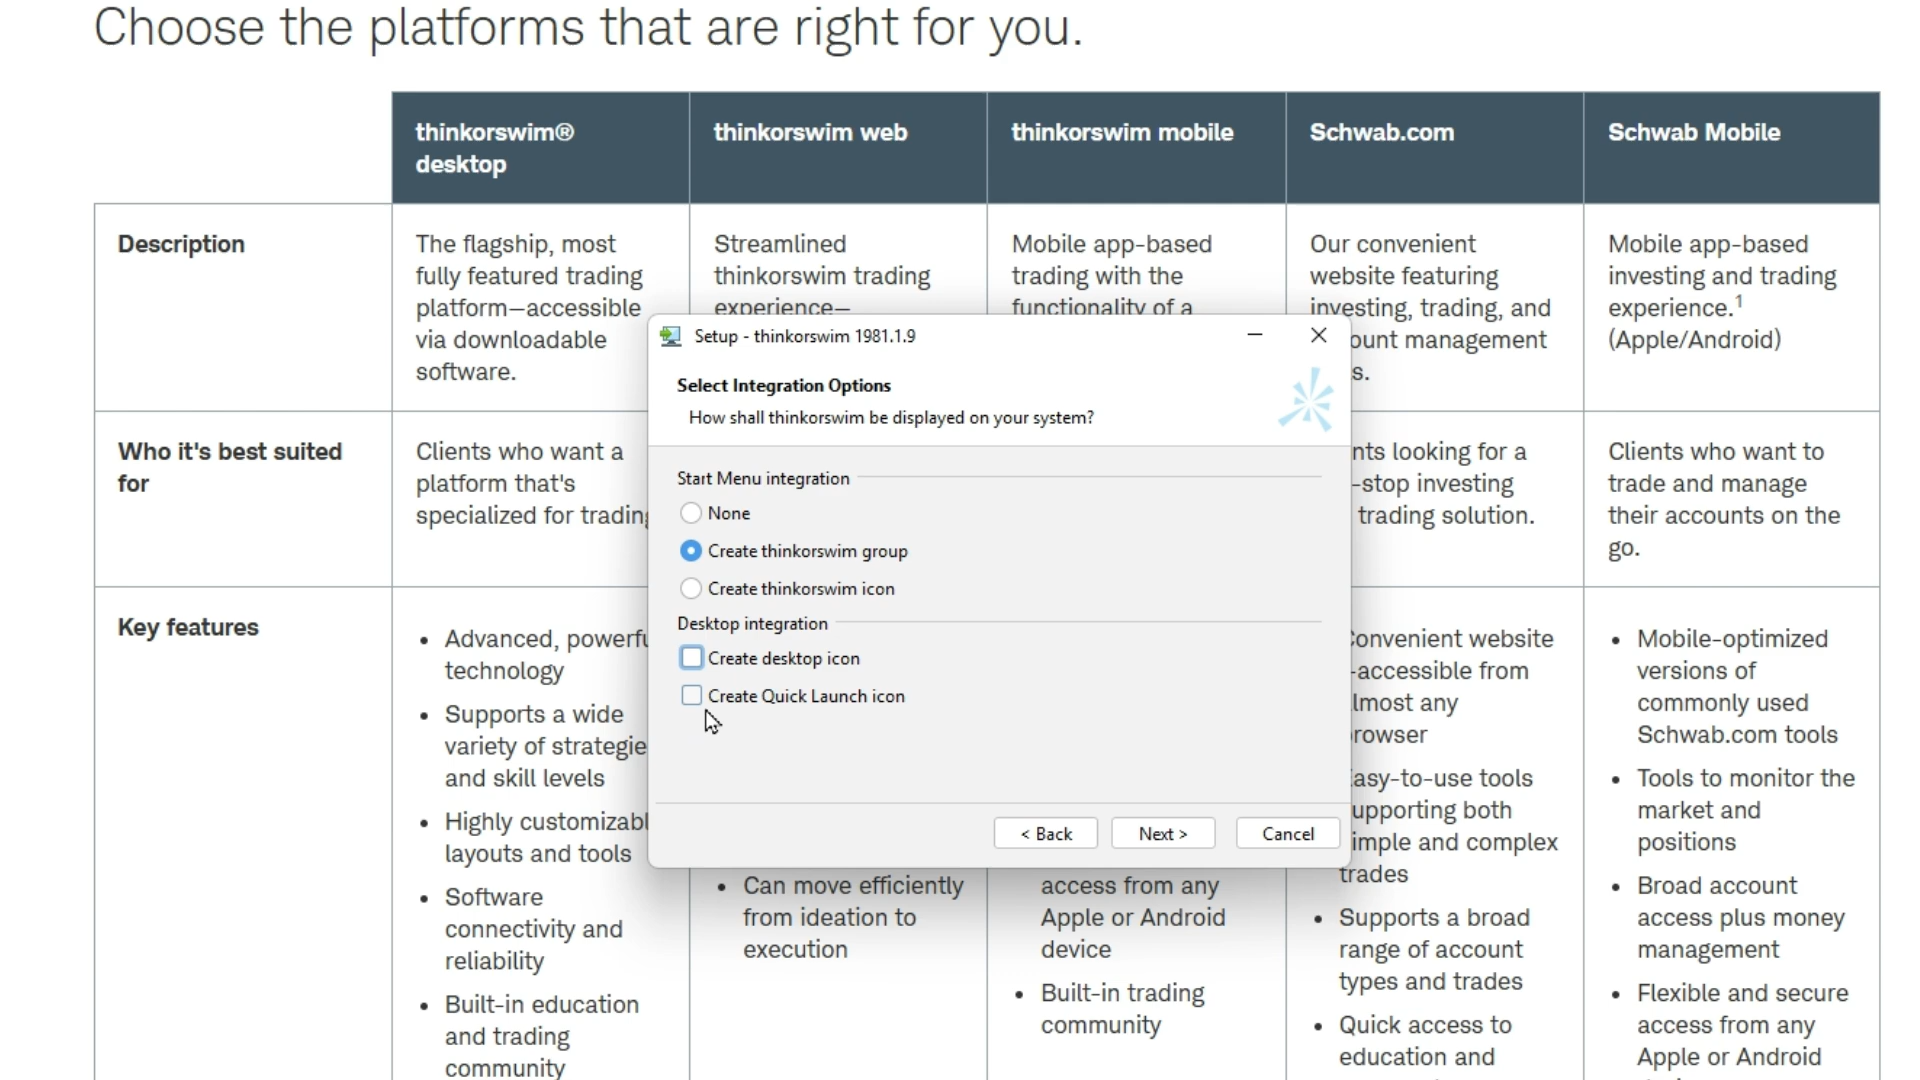 Choose the platforms that are right for you.
thinkorswim®
desktop
thinkorswim web
thinkorswim mobile
Schwab.com
Schwab Mobile
Description
The flagship, most
fully featured trading
platform—accessible
via downloadable
software.
Streamlined
thinkorswim trading
experience—
Mobile app-based
trading with the
functionality of a
Our convenient
website featuring
investing, trading, and
ount management
s.
Mobile app-based
investing and trading
experience.1
(Apple/Android)
Who it's best suited
for
Clients who want a
platform that's
specialized for trading
nts looking for a
-stop investing
trading solution.
Clients who want to
trade and manage
their accounts on the
go.
Key features
• Advanced, powerfu
technology
• Supports a wide
variety of strategie
and skill levels
• Highly customizabl
layouts and tools
• Software
connectivity and
reliability
• Built-in education
and trading
community
• Can move efficiently
from ideation to
execution
access from any
Apple or Android
device
• Built-in trading
community
Convenient website
-accessible from
lmost any
rowser
Easy-to-use tools
upporting both
imple and complex
trades
• Supports a broad
range of account
types and trades
• Quick access to
education and
• Mobile-optimized
versions of
commonly used
Schwab.com tools
• Tools to monitor the
market and
positions
• Broad account
access plus money
management
• Flexible and secure
access from any
Apple or Android
Setup - thinkorswim 1981.1.9
Select Integration Options
How shall thinkorswim be displayed on your system?
Start Menu integration
None
Create thinkorswim group
Create thinkorswim icon
Desktop integration
Create desktop icon
Create Quick Launch icon
< Back
Next >
Cancel